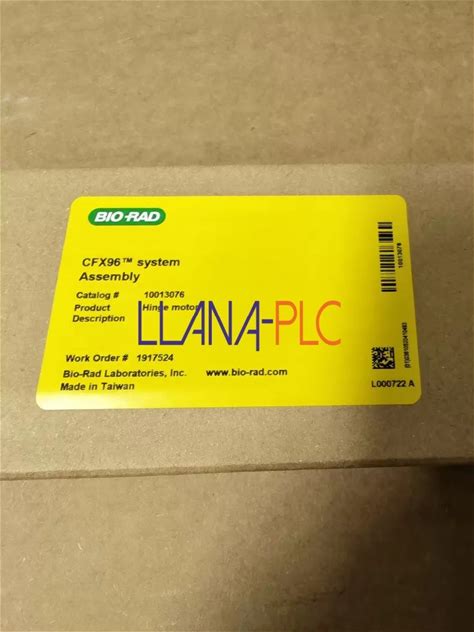 BIO-RAD
CFX96™ system
Assembly
Catalog # 10013076
Product Hinge motor
Description
LLANA-PLC
Work Order # 1917524
Bio-Rad Laboratories, Inc. www.bio-rad.com
Made in Taiwan
10013076
L000722 A